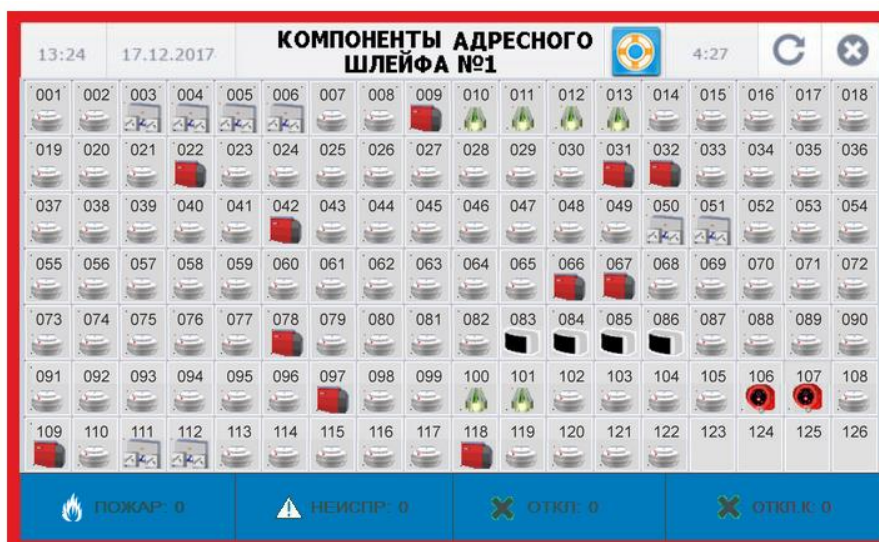 13:24 17.12.2017 КОМПОНЕНТЫ АДРЕСНОГО 4:27
ШЛЕЙФА №1
001 002 003 004 005 006 007 008 009 010 011 012 013 014 015 016 017 018
019 020 021 022 023 024 025 026 027 028 029 030 031 032 033 034 035 036
037 038 039 040 041 042 043 044 045 046 047 048 049 050 051 052 053 054
055 056 057 058 059 060 061 062 063 064 065 066 067 068 069 070 071 072
073 074 075 076 077 078 079 080 081 082 083 084 085 086 087 088 089 090
091 092 093 094 095 096 097 098 099 100 101 102 103 104 105 106 107 108
109 110 111 112 113 114 115 116 117 118 119 120 121 122 123 124 125 126
ПОЖАР: 0 НЕИСПР: 0 ОТКЛ: 0 ОТКЛ.К: 0